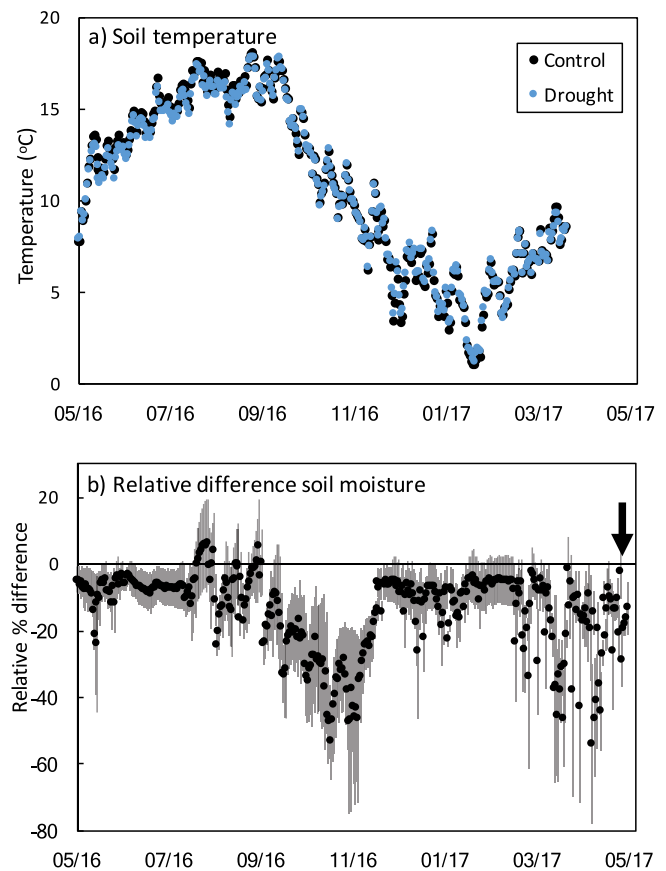 a) Soil temperature
Control
Drought
Temperature (°C)
20
15
10
5
0
05/16 07/16 09/16 11/16 01/17 03/17 05/17
b) Relative difference soil moisture
Relative % difference
20
0
-20
-40
-60
-80
05/16 07/16 09/16 11/16 01/17 03/17 05/17